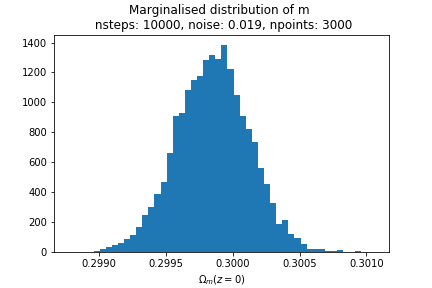 Marginalised distribution of m
nsteps: 10000, noise: 0.019, npoints: 3000
1400
1200
1000
800
600
400
200
0
0.2990 0.2995 0.3000 0.3005 0.3010
Ωm(z = 0)